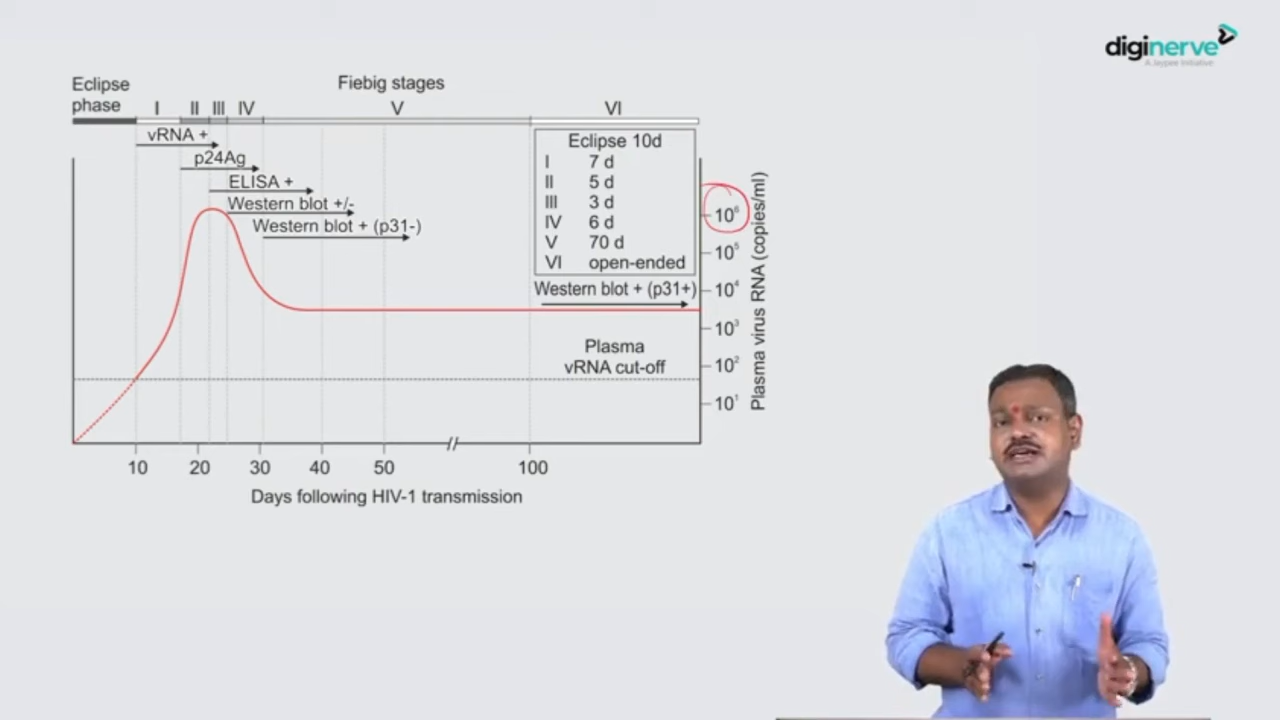 diginerve
A Jaypee Initiative
Eclipse
phase
Fiebig stages
I II III IV V VI
vRNA +
p24Ag
ELISA +
Western blot +/-
Western blot + (p31-)
Eclipse 10d
I 7 d
II 5 d
III 3 d
IV 6 d
V 70 d
VI open-ended
Western blot + (p31+)
Plasma
vRNA cut-off
10⁶
10⁵
10⁴
10³
10²
10¹
Plasma virus RNA (copies/ml)
10 20 30 40 50 100
Days following HIV-1 transmission